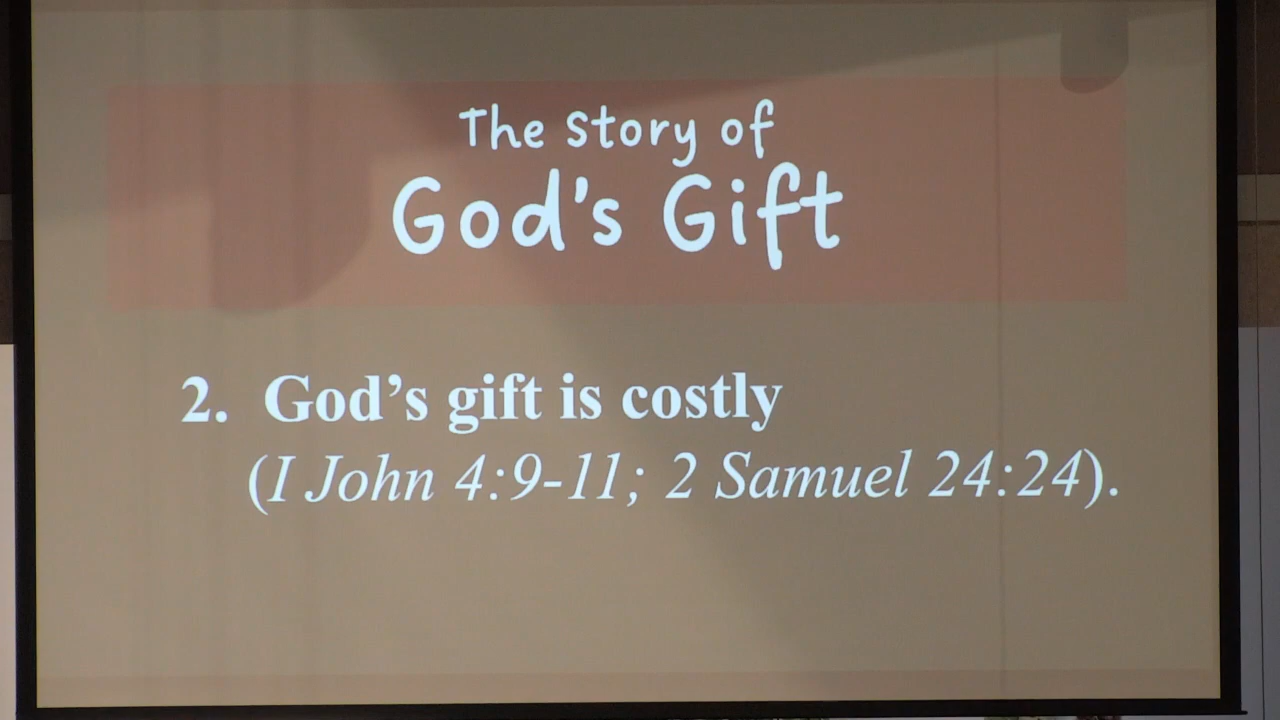 The Story of
God's Gift
2. God's gift is costly
(I John 4:9-11; 2 Samuel 24:24).